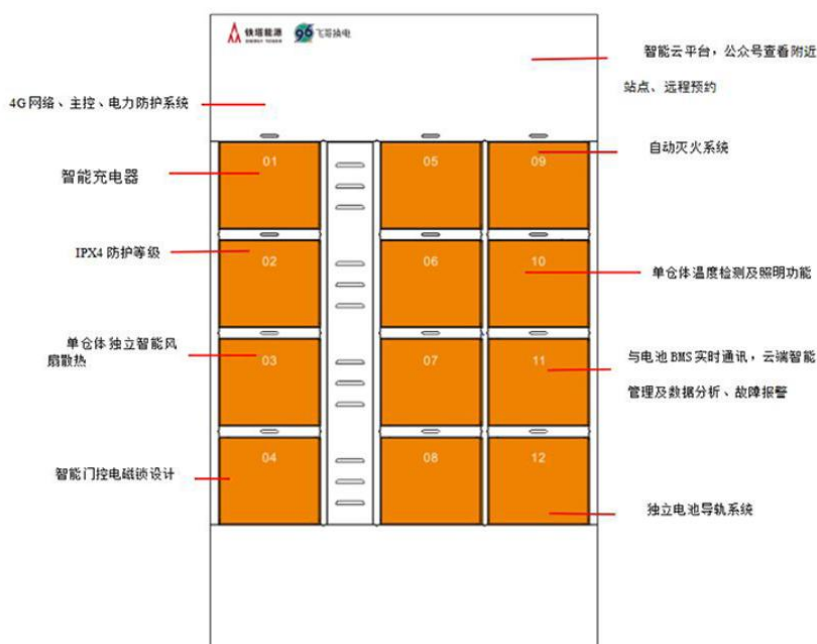 铁塔能源
ENERGY TOWER
飞哥换电
智能云平台，公众号查看附近
站点、远程预约
4G 网络、主控、电力防护系统
自动灭火系统
智能充电器
IPX4 防护等级
单仓体温度检测及照明功能
单仓体独立智能风
扇散热
与电池 BMS 实时通讯，云端智能
管理及数据分析、故障报警
智能门控电磁锁设计
独立电池导轨系统
01
05
09
02
06
10
03
07
11
04
08
12